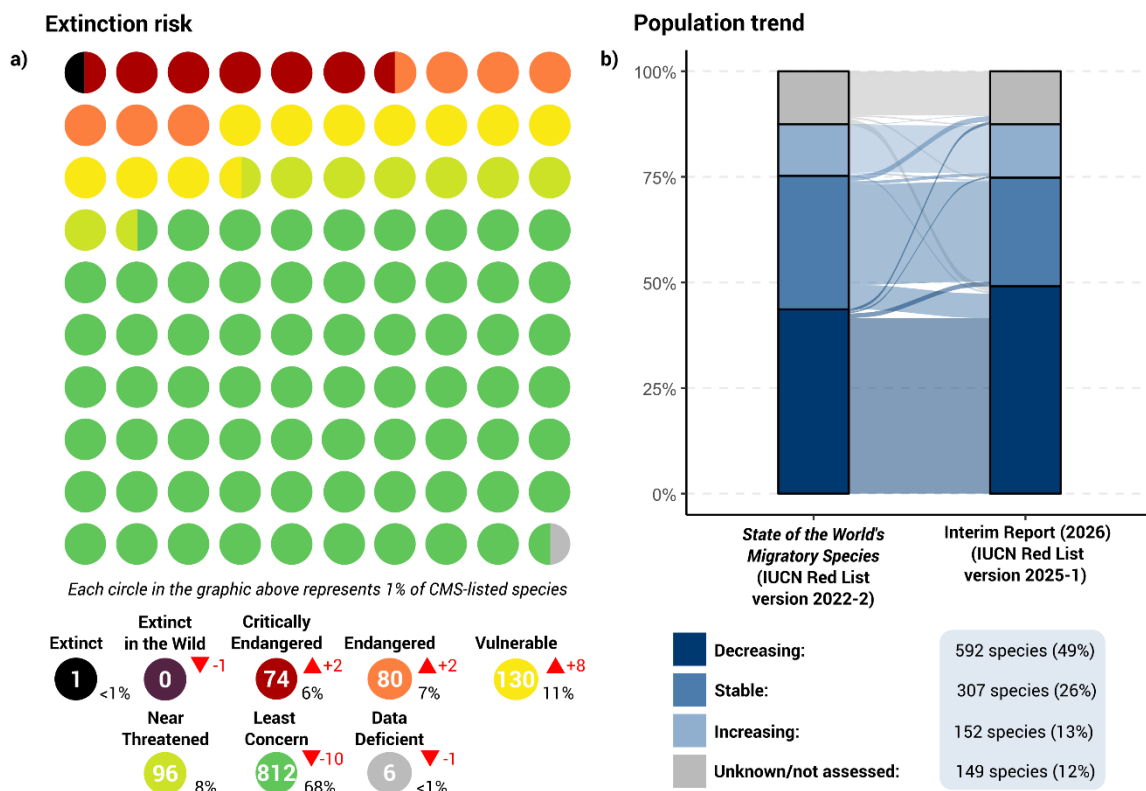 Extinction risk
a)
Each circle in the graphic above represents 1% of CMS-listed species
Extinct
1
<1%
Extinct
in the Wild
0
-1
Critically
Endangered
74
+2
6%
Endangered
80
+2
7%
Vulnerable
130
+8
11%
Near
Threatened
96
8%
Least
Concern
812
-10
68%
Data
Deficient
6
-1
<1%
Population trend
b)
100%
75%
50%
25%
0%
State of the World's
Migratory Species
(IUCN Red List
version 2022-2)
Interim Report (2026)
(IUCN Red List
version 2025-1)
Decreasing: 592 species (49%)
Stable: 307 species (26%)
Increasing: 152 species (13%)
Unknown/not assessed: 149 species (12%)